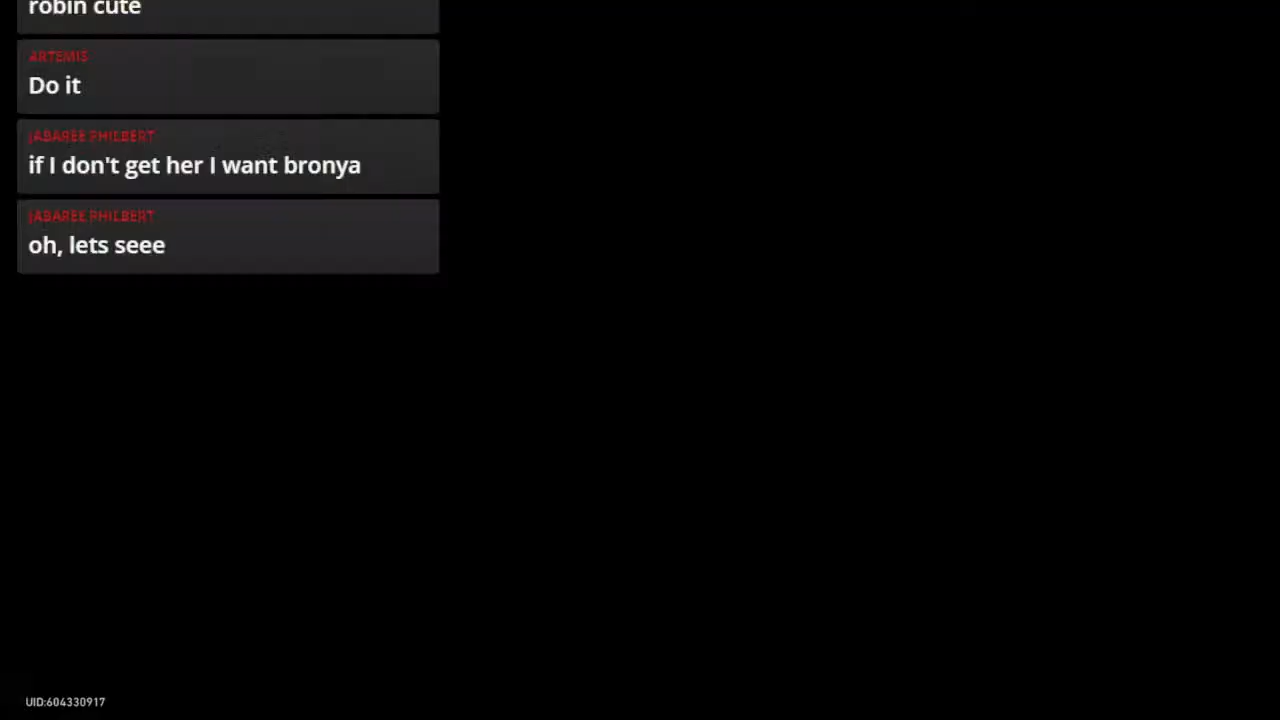 robin cute
ARTEMIS
Do it
JABAREE PHILBERT
if I don't get her I want bronya
JABAREE PHILBERT
oh, lets seee
UID:604330917